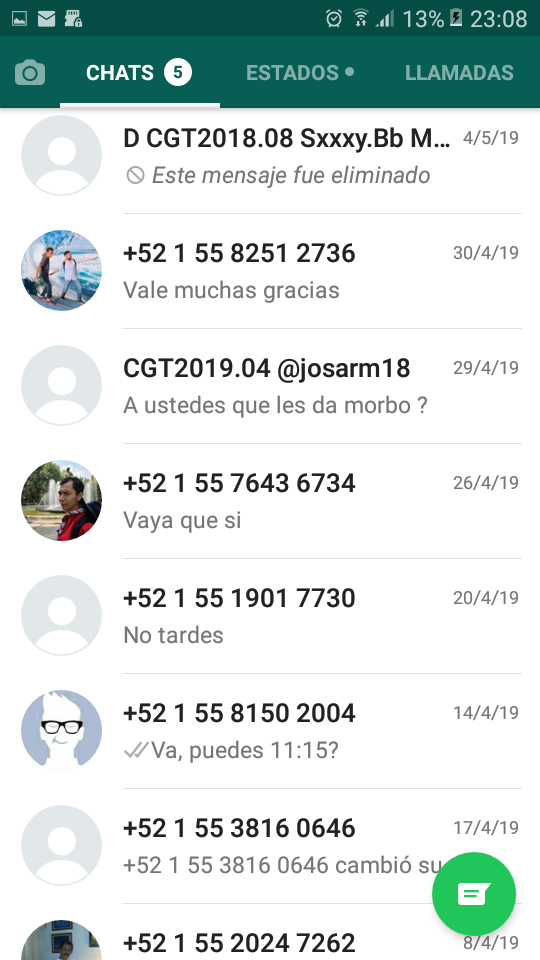 13% 23:08
CHATS 5 ESTADOS LLAMADAS
D CGT2018.08 Sxxxy.Bb M... 4/5/19
Este mensaje fue eliminado
+52 1 55 8251 2736 30/4/19
Vale muchas gracias
CGT2019.04 @josarm18 29/4/19
A ustedes que les da morbo ?
+52 1 55 7643 6734 26/4/19
Vaya que si
+52 1 55 1901 7730 20/4/19
No tardes
+52 1 55 8150 2004 14/4/19
Va, puedes 11:15?
+52 1 55 3816 0646 17/4/19
+52 1 55 3816 0646 cambió su
+52 1 55 2024 7262 8/4/19